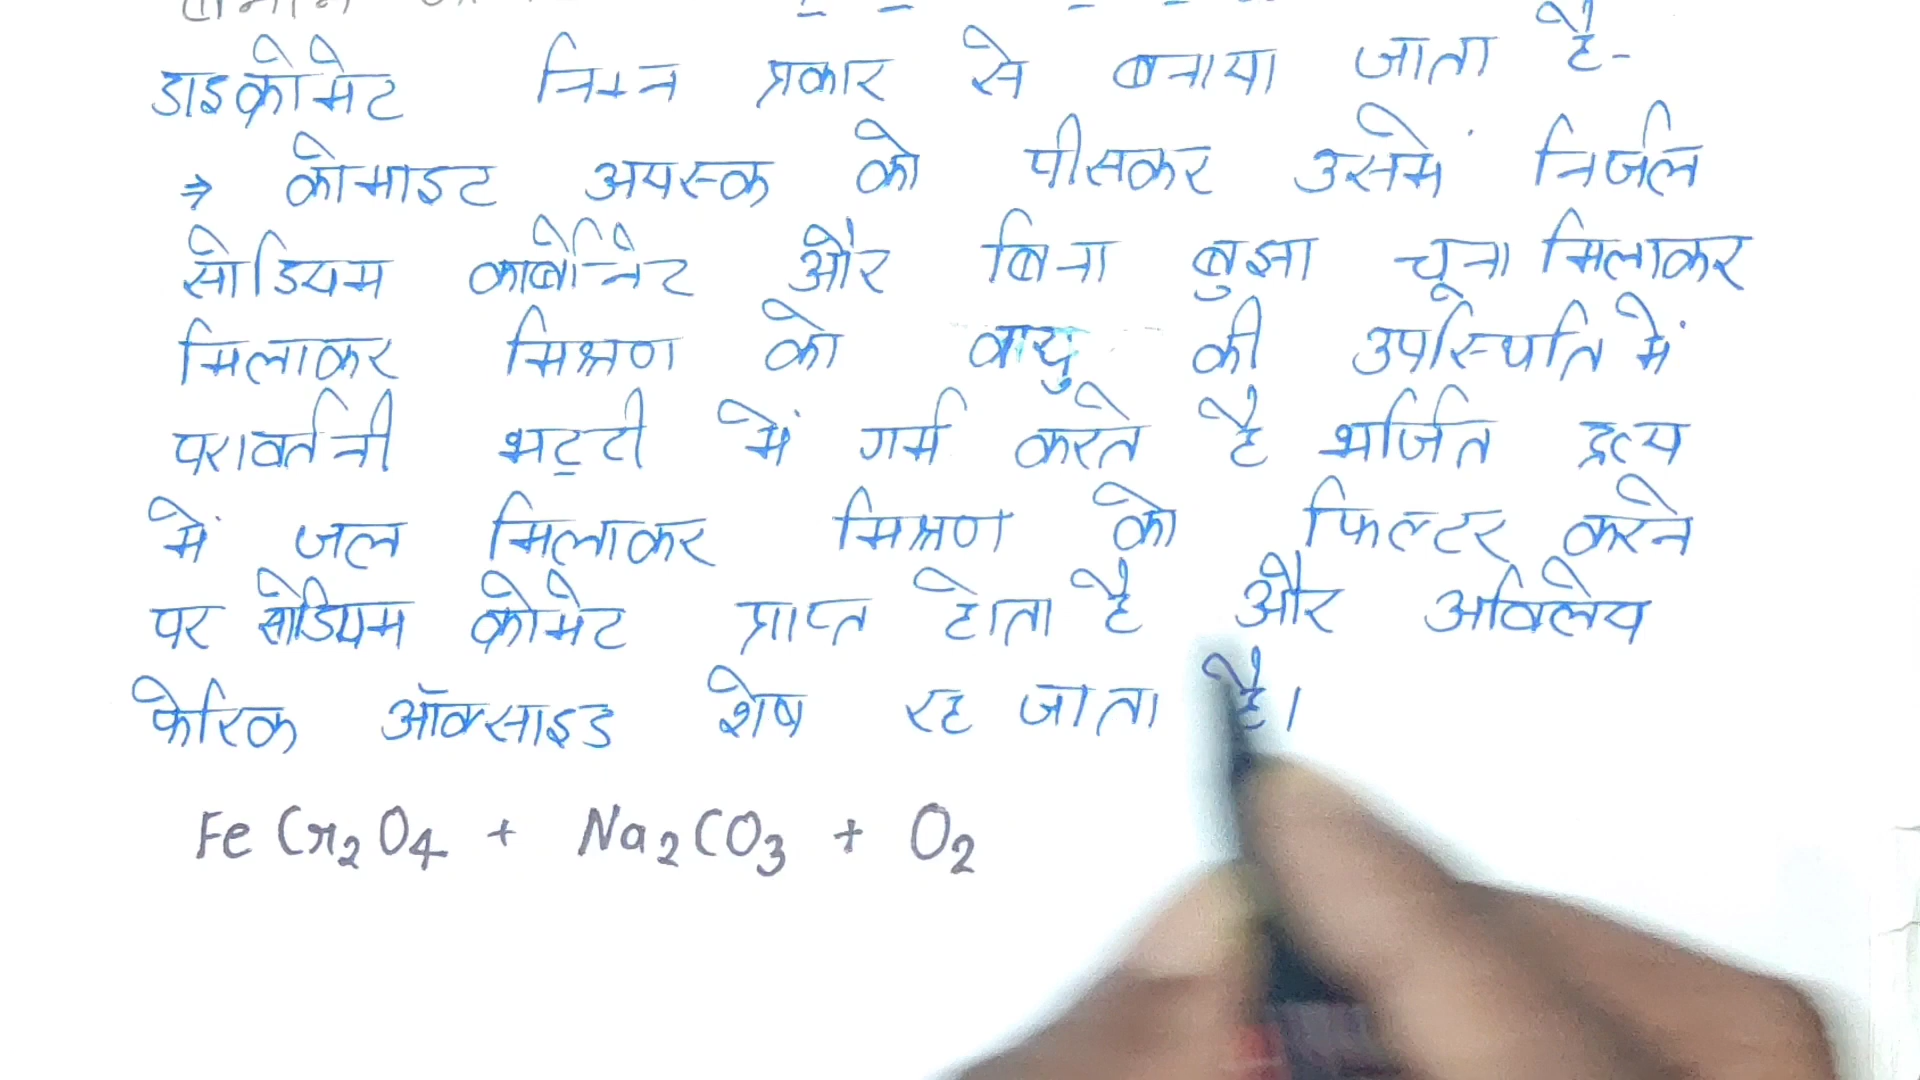 डाइक्रोमेट निम्न प्रकार से बनाया जाता है-
⇒ क्रोमाइट अयस्क को पीसकर उसमें निर्जल
सोडियम कार्बोनेट और बिना बुझा चूना मिलाकर
मिलाकर मिश्रण को वायु की उपस्थिति में
परावर्तनी भट्टी में गर्म करते है भर्जित द्रव्य
में जल मिलाकर मिश्रण को फिल्टर करने
पर सोडियम क्रोमेट प्राप्त होता है और अविलेय
फेरिक ऑक्साइड शेष रह जाता है।
FeCr₂O₄ + Na₂CO₃ + O₂